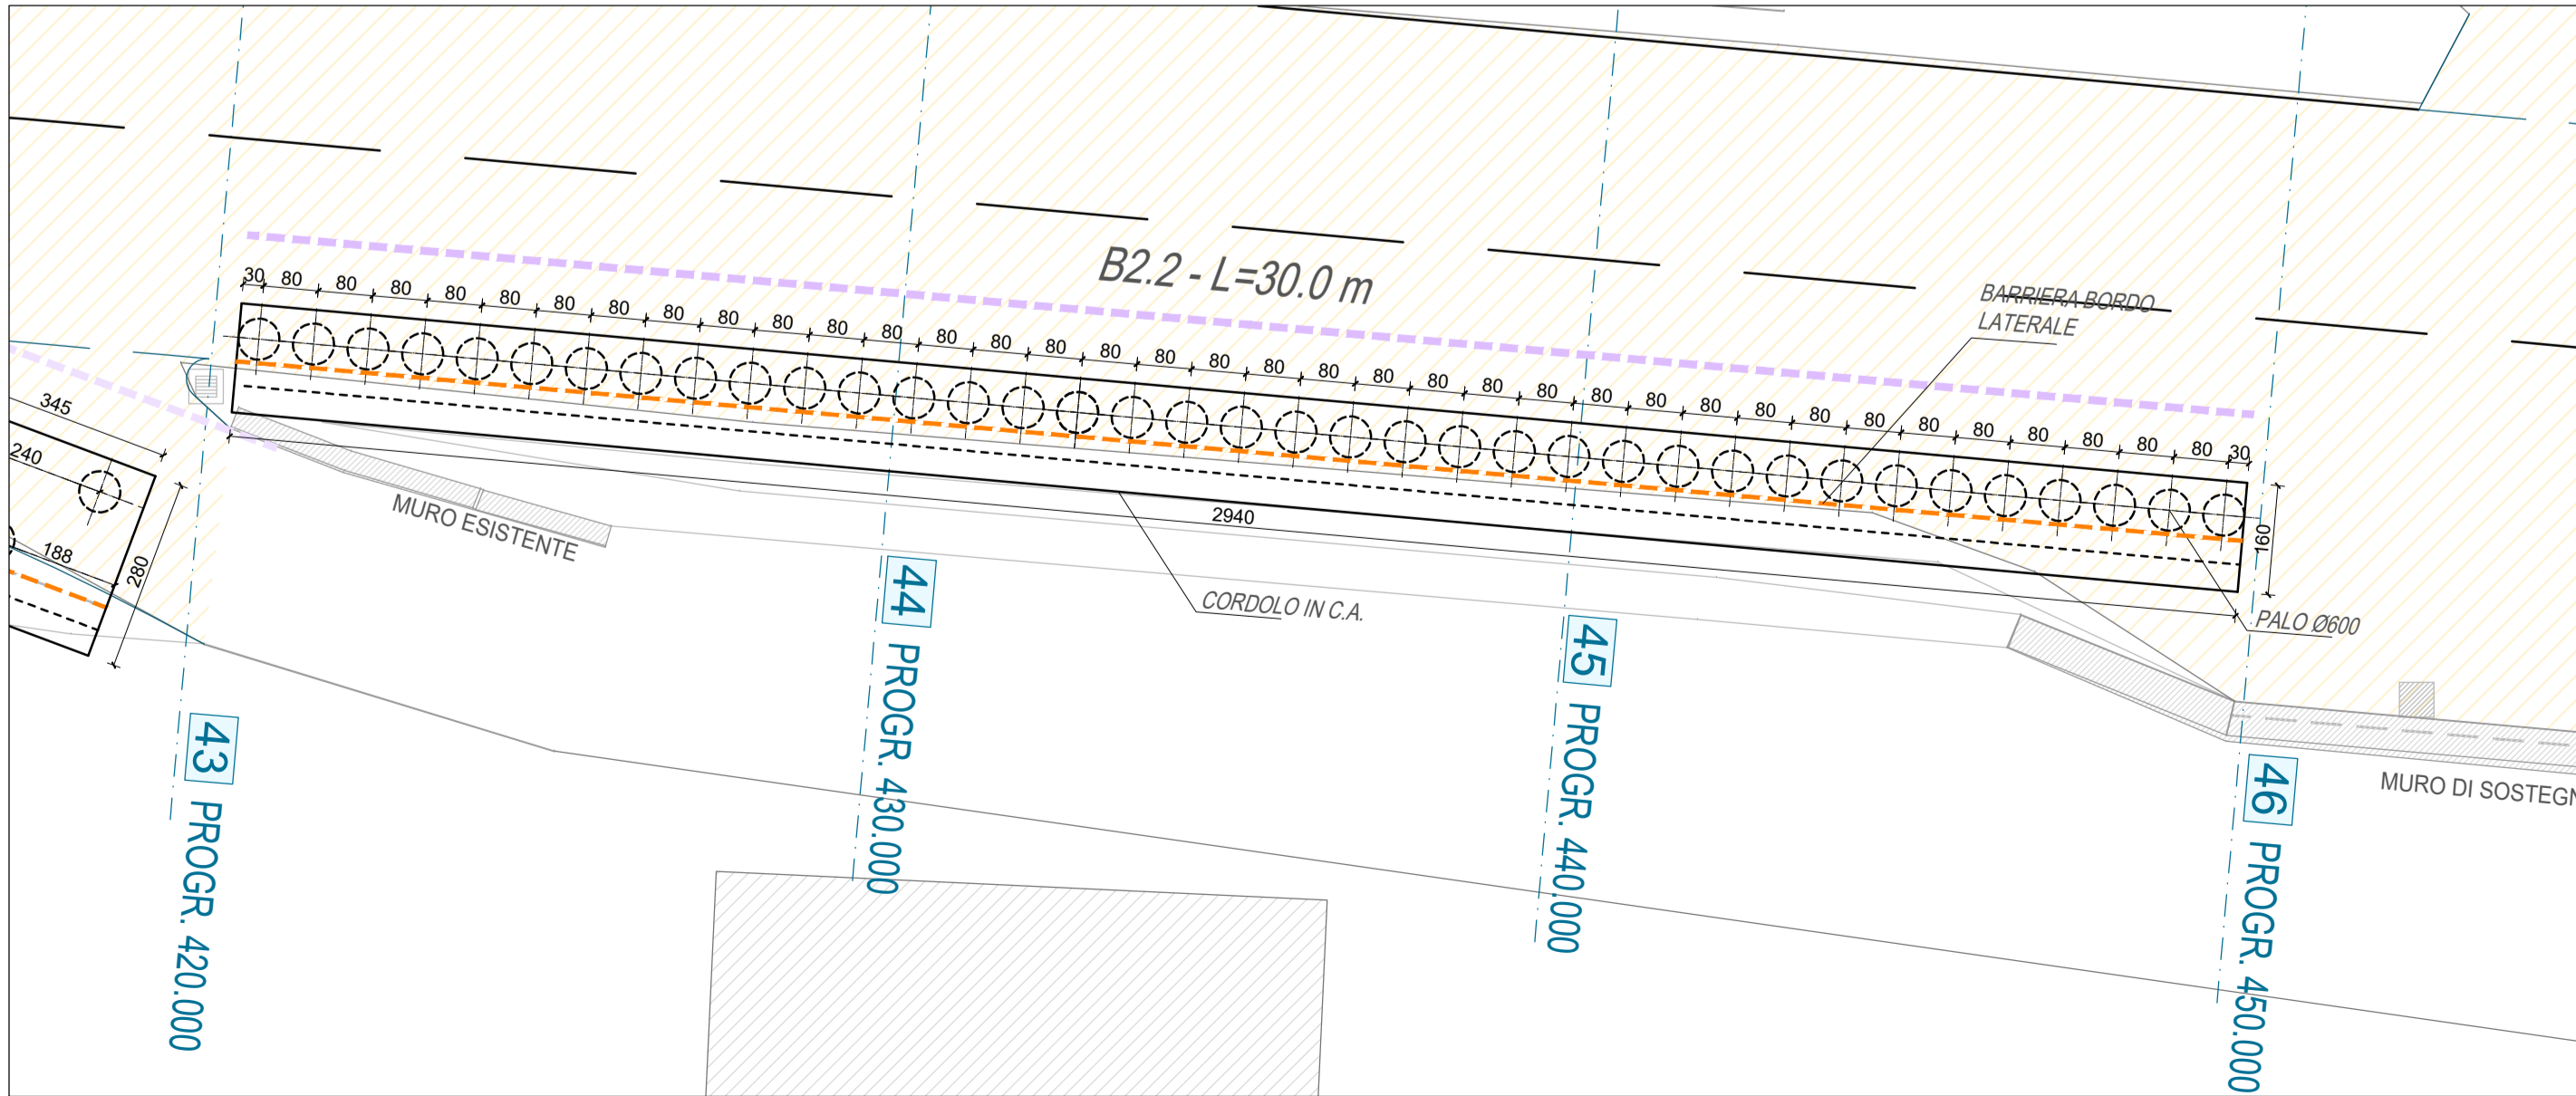 B2.2 - L=30.0 m
30 80 80 80 80 80 80 80 80 80 80 80 80 80 80 80 80 80 80 80 80 80 80 80 80 80 80 80 80 80 80 80 80 80 80 80 80 30
BARRIERA BORDO
LATERALE
345
240
188
280
MURO ESISTENTE
2940
160
CORDOLO IN C.A.
PALO Ø600
MURO DI SOSTEGN
43 PROGR. 420.000
44 PROGR. 430.000
45 PROGR. 440.000
46 PROGR. 450.000